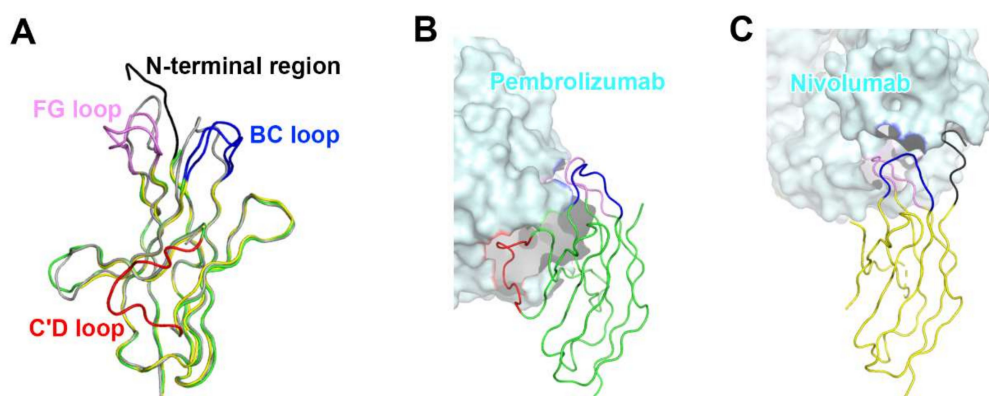 A
N-terminal region
FG loop
BC loop
C'D loop
B
Pembrolizumab
C
Nivolumab